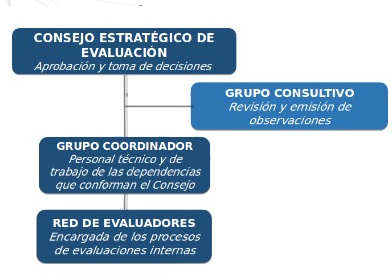 CONSEJO ESTRATÉGICO DE
EVALUACIÓN
Aprobación y toma de decisiones
GRUPO CONSULTIVO
Revisión y emisión de
observaciones
GRUPO COORDINADOR
Personal técnico y de
trabajo de las dependencias
que conforman el Consejo
RED DE EVALUADORES
Encargada de los procesos
de evaluaciones internas